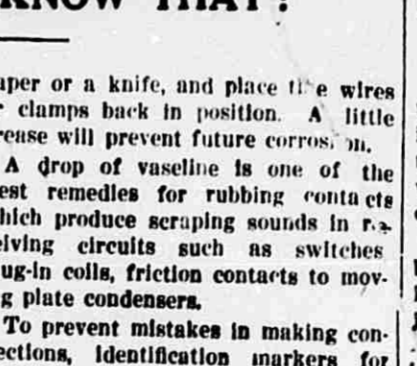 KNOW THAT?
aper or a knife, and place the wires
r clamps back in position. A little
rease will prevent future corrosion.
A drop of vaseline is one of the
est remedies for rubbing contacts
hich produce scraping sounds in re-
eiving circuits such as switches
ug-in coils, friction contacts to mov-
g plate condensers.
To prevent mistakes in making con-
ections, identification markers for